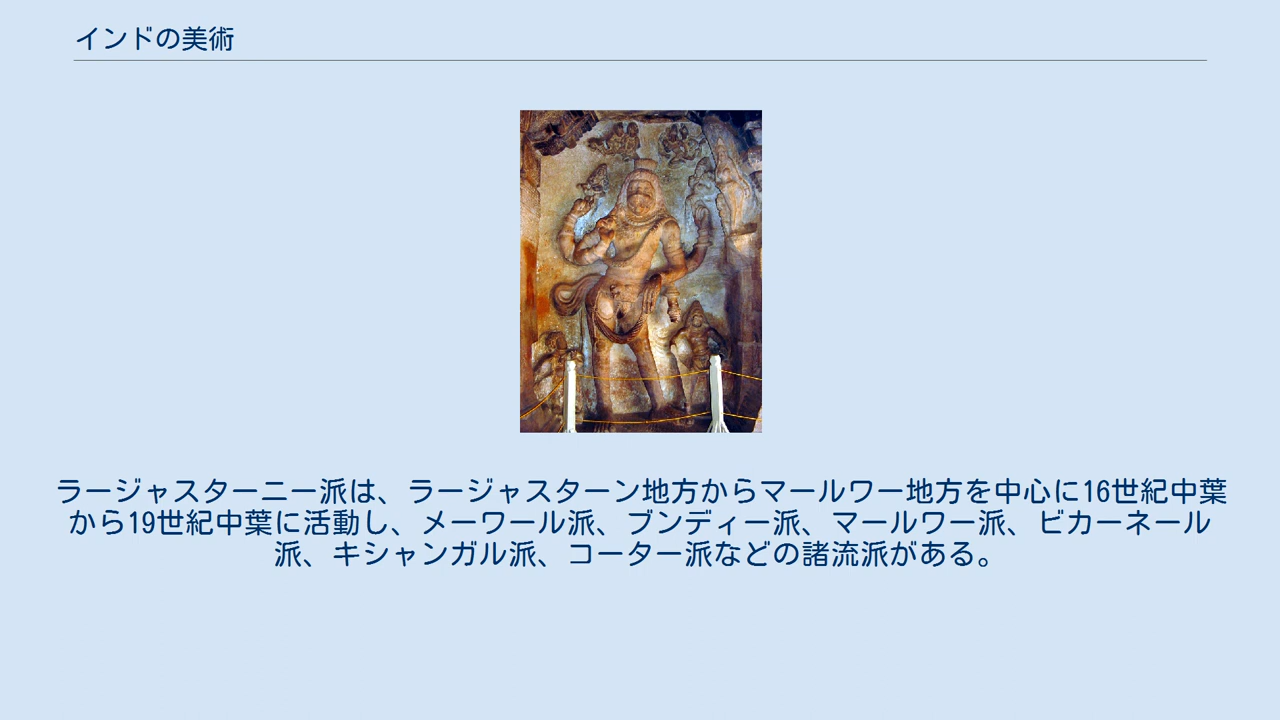 インドの美術
ラージャスターニー派は、ラージャスターン地方からマールワー地方を中心に16世紀中葉
から19世紀中葉に活動し、メーワール派、ブンディー派、マールワー派、ビカーネール
派、キシャンガル派、コーター派などの諸流派がある。